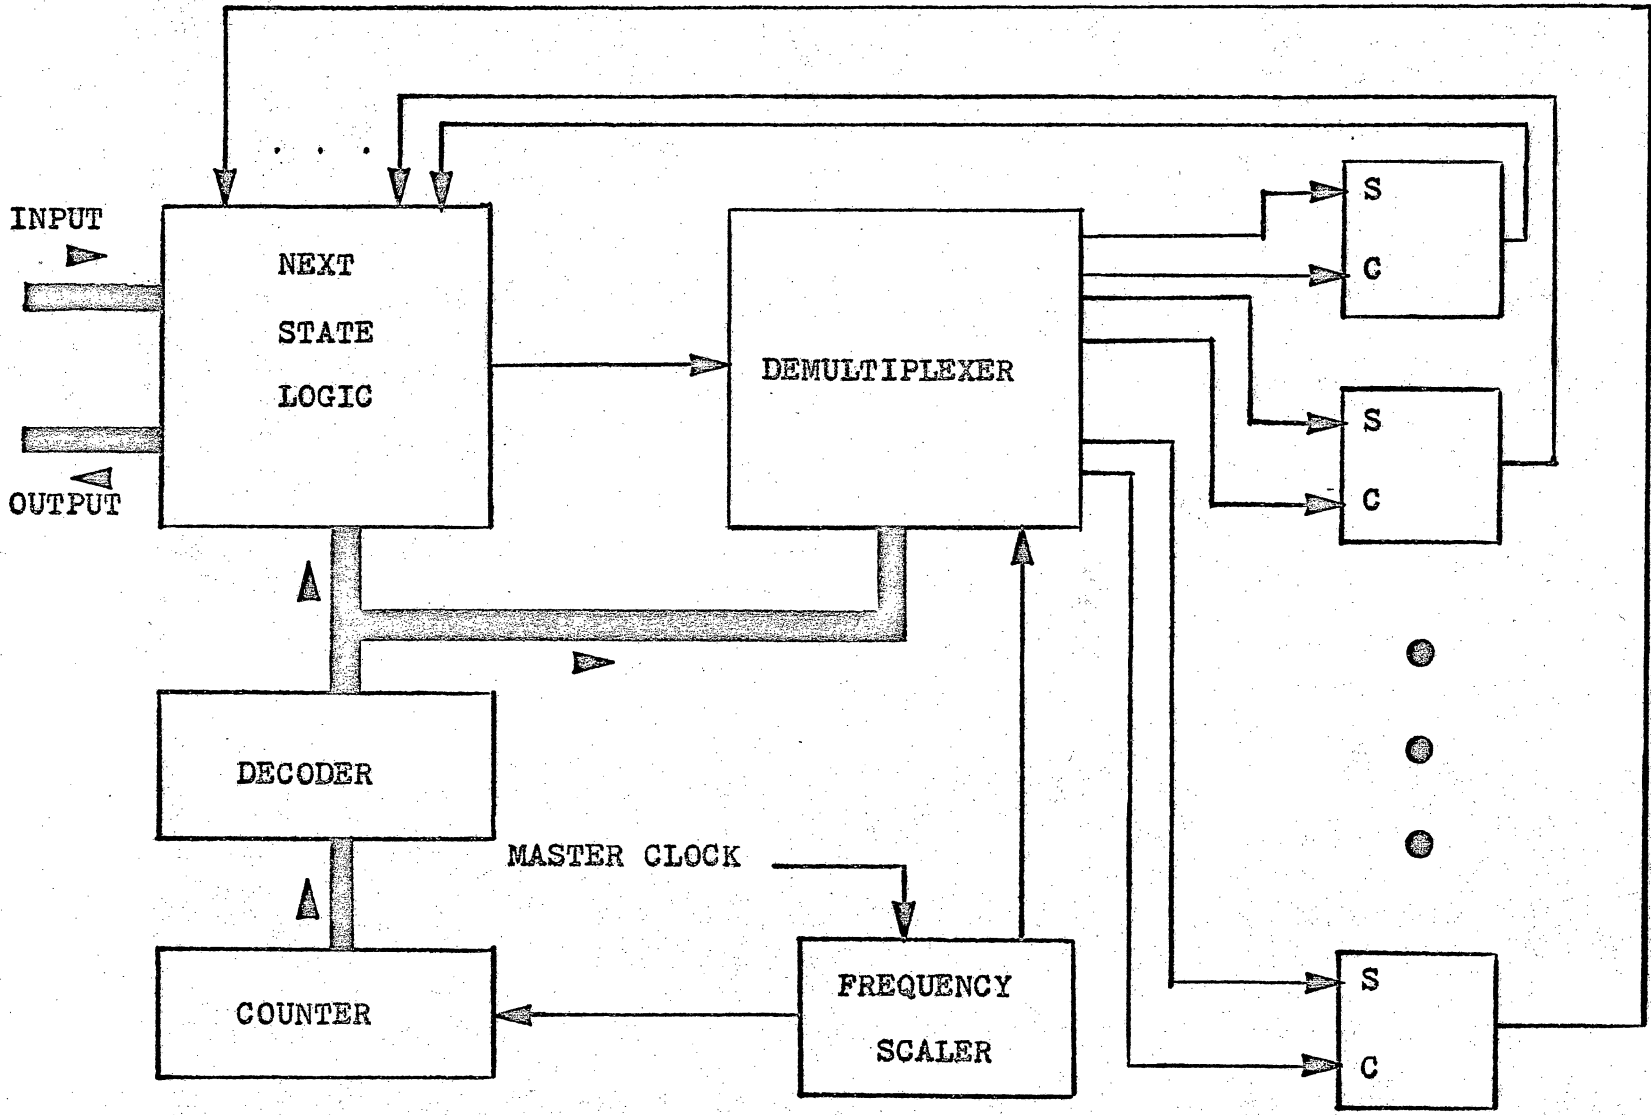 INPUT
NEXT
STATE
LOGIC
OUTPUT
DEMULTIPLEXER
S
C
S
C
DECODER
MASTER CLOCK
COUNTER
FREQUENCY
SCALER
S
C